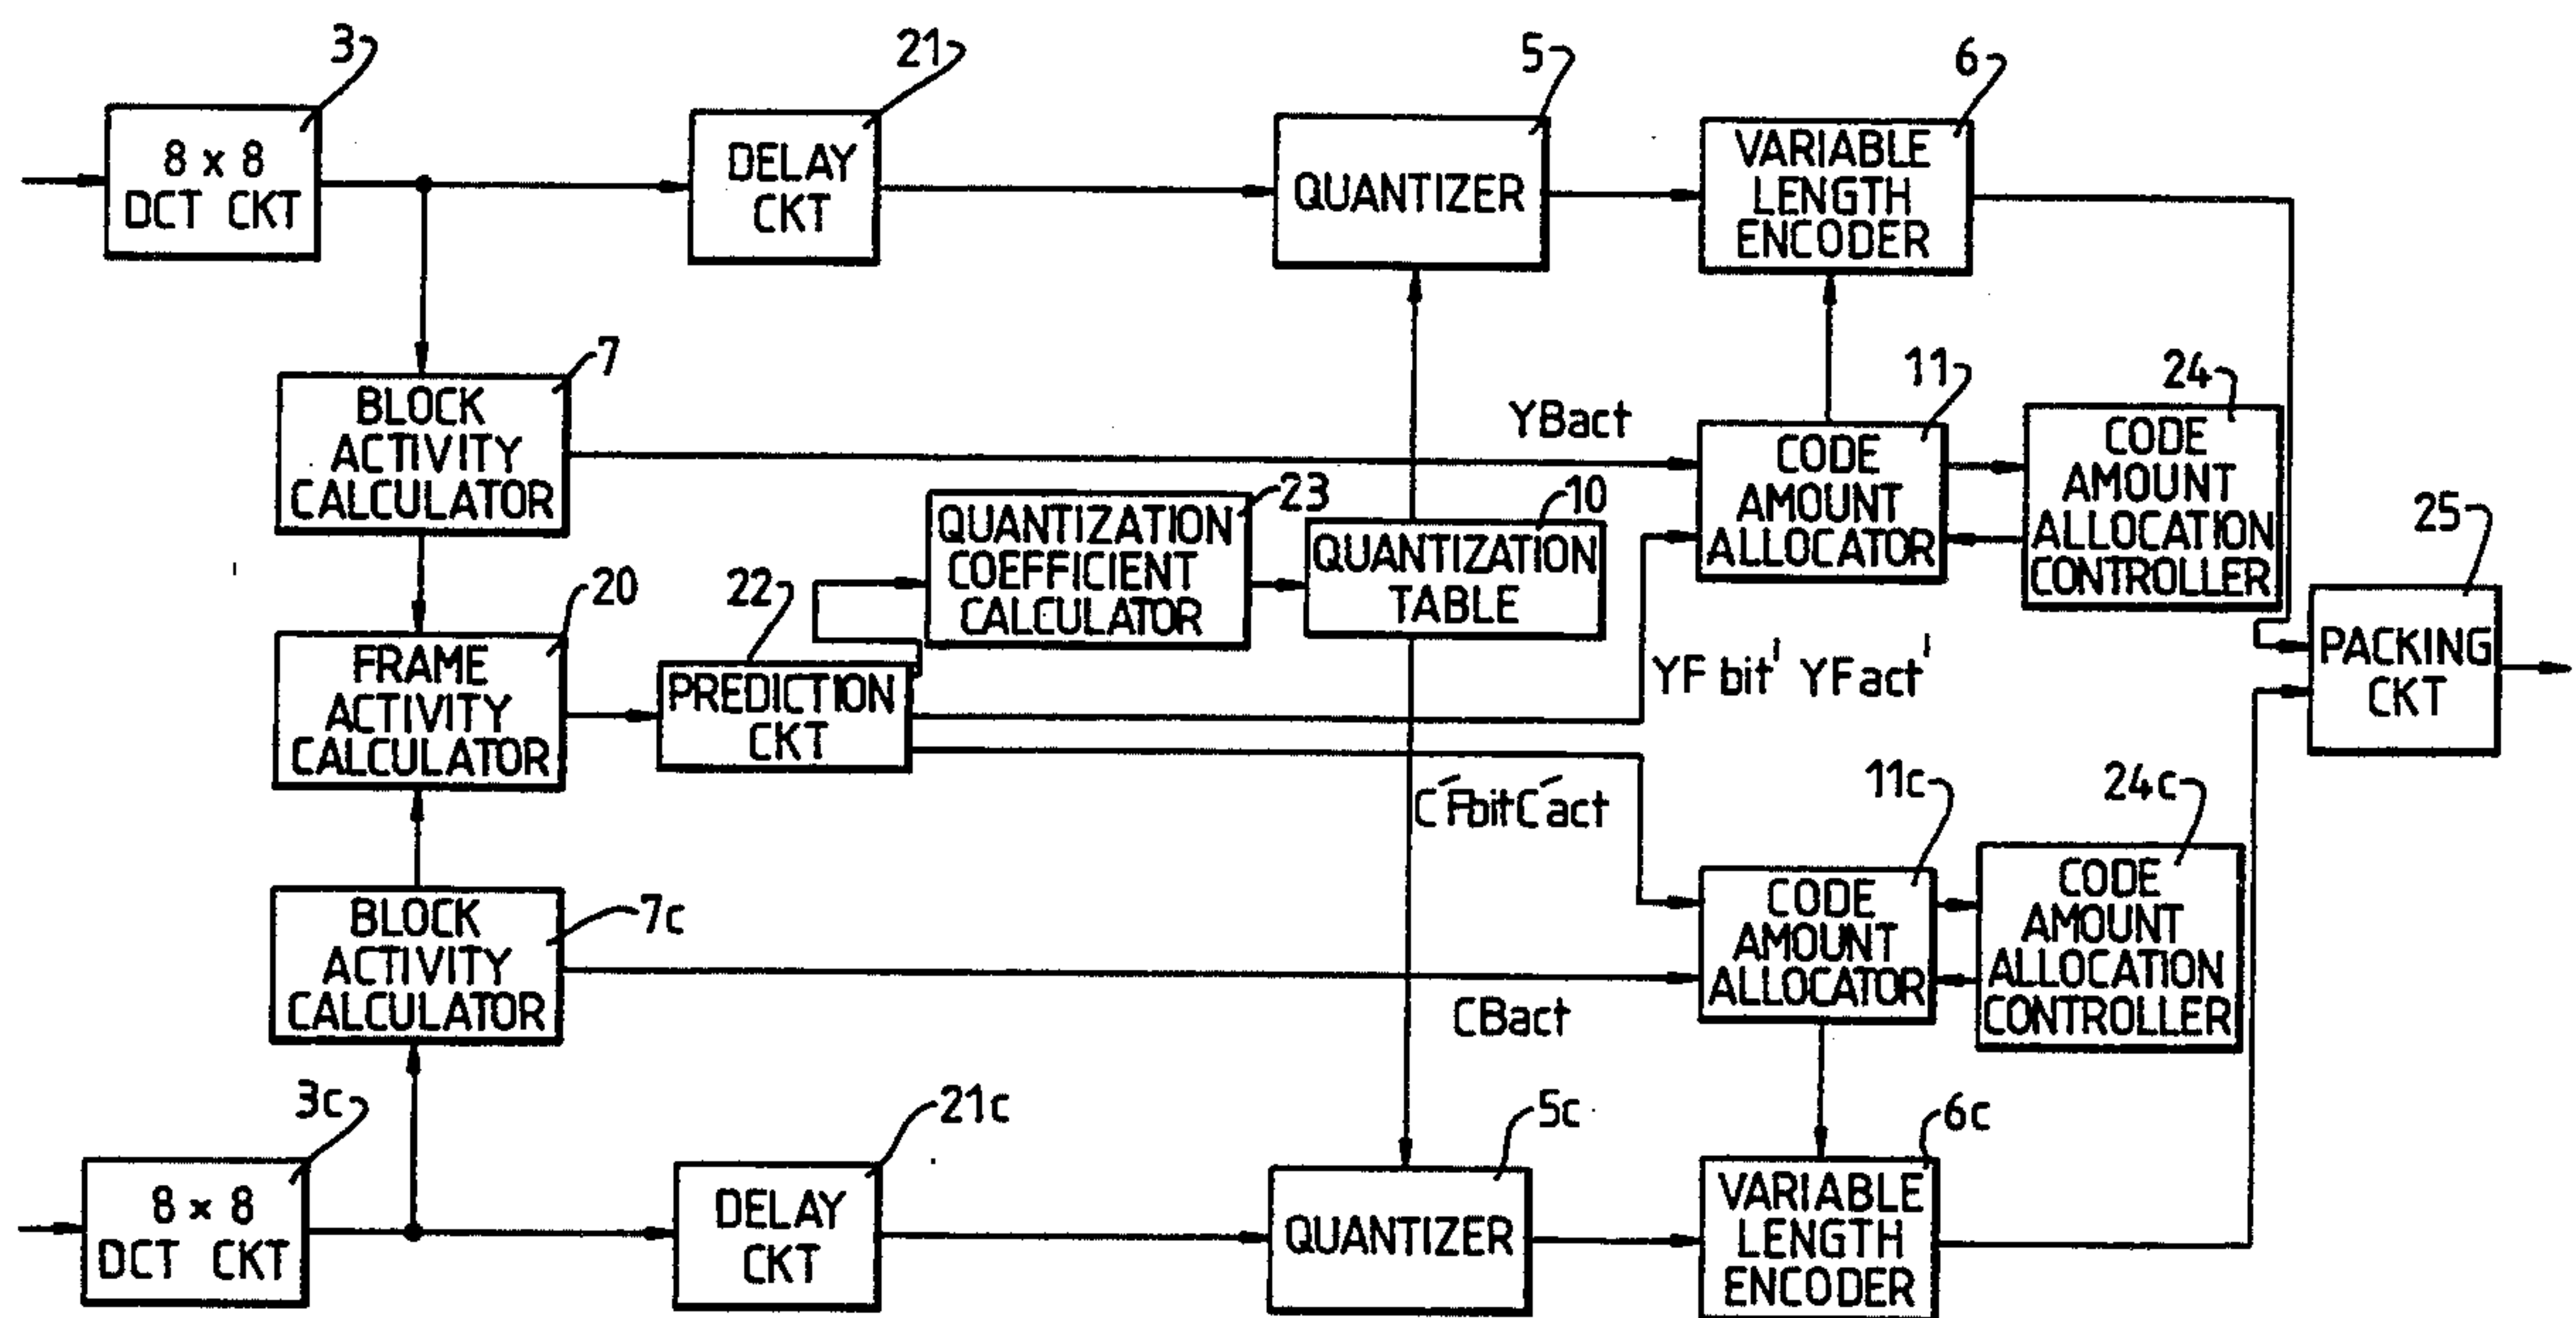 3
8 x 8
DCT CKT
21
DELAY
CKT
5
QUANTIZER
6
VARIABLE
LENGTH
ENCODER
7
BLOCK
ACTIVITY
CALCULATOR
YBact
11
CODE
AMOUNT
ALLOCATOR
24
CODE
AMOUNT
ALLOCATION
CONTROLLER
23
QUANTIZATION
COEFFICIENT
CALCULATOR
10
QUANTIZATION
TABLE
25
PACKING
CKT
20
FRAME
ACTIVITY
CALCULATOR
22
PREDICTION
CKT
YF bit' YFact'
C'FbitC'act
7c
BLOCK
ACTIVITY
CALCULATOR
CBact
11c
CODE
AMOUNT
ALLOCATOR
24c
CODE
AMOUNT
ALLOCATION
CONTROLLER
3c
8 x 8
DCT CKT
21c
DELAY
CKT
5c
QUANTIZER
6c
VARIABLE
LENGTH
ENCODER